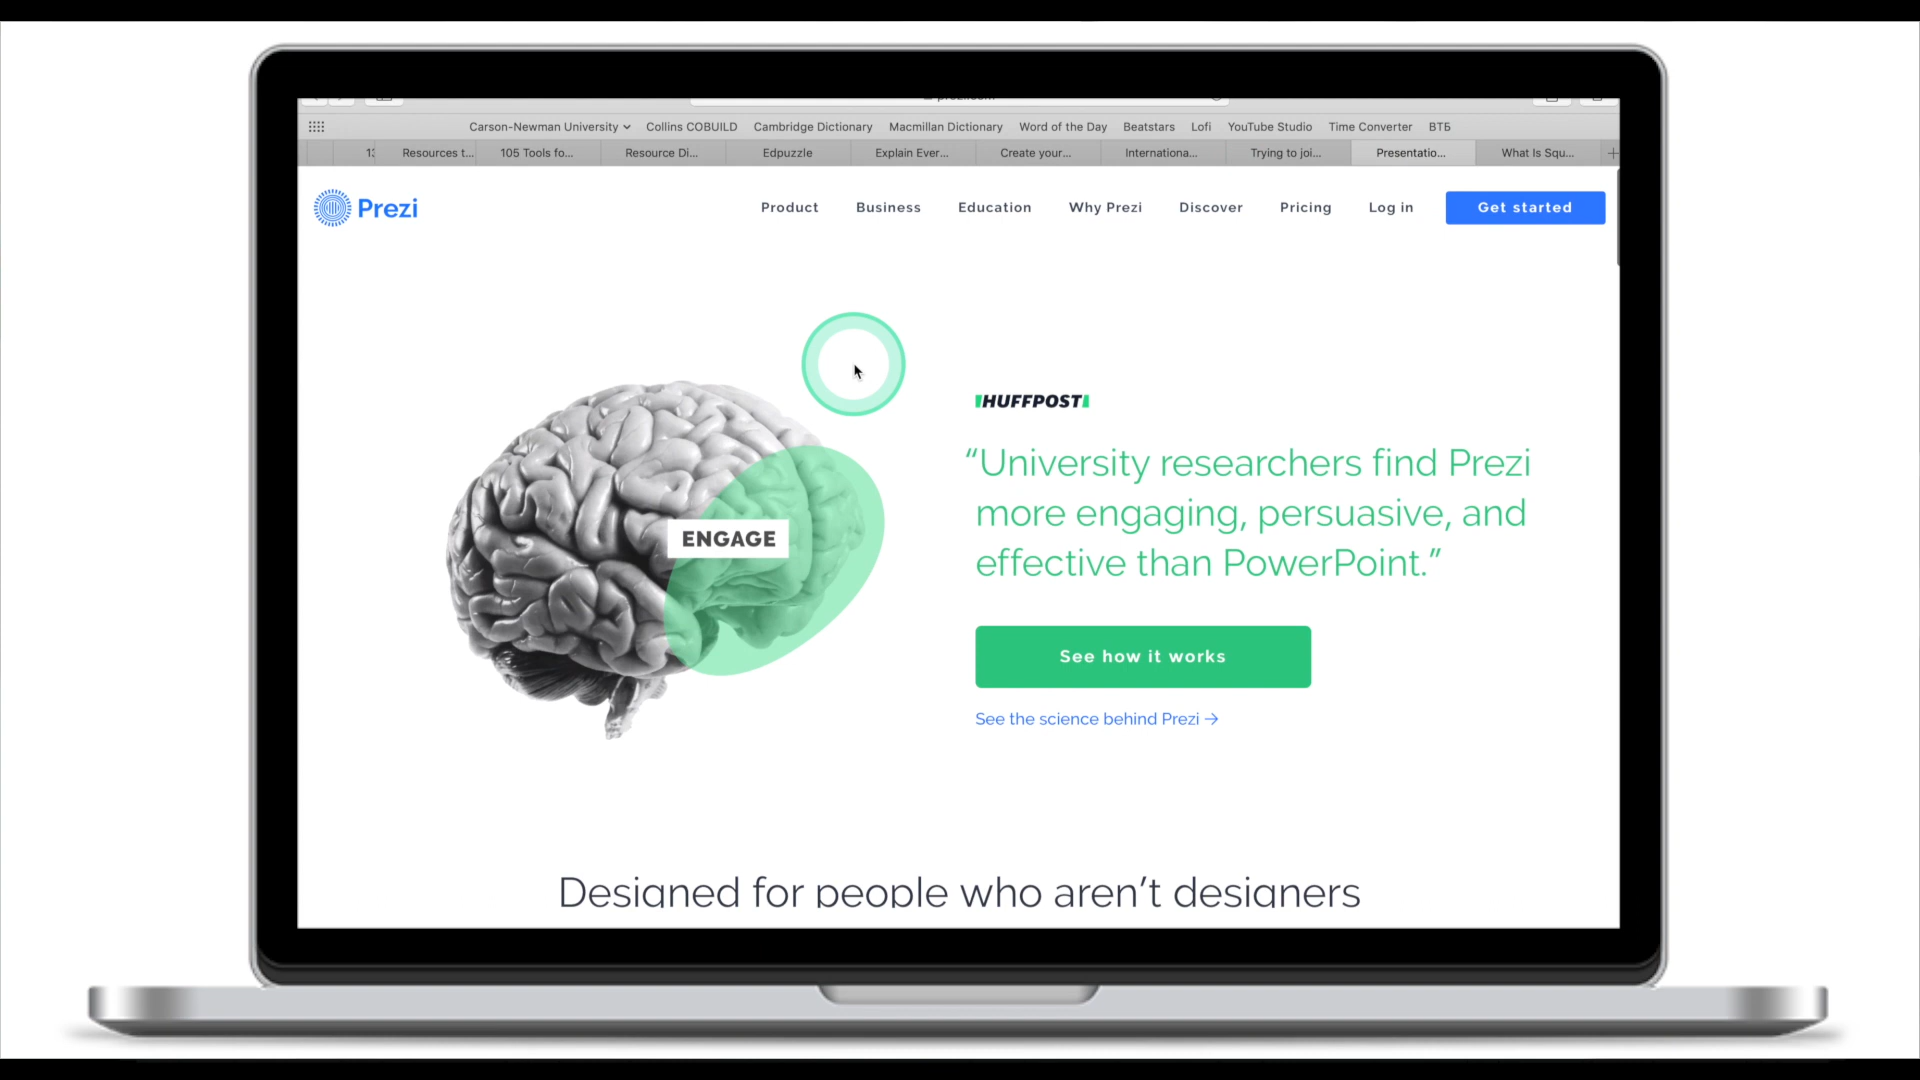 Carson-Newman University Collins COBUILD Cambridge Dictionary Macmillan Dictionary Word of the Day Beatstars Lofi YouTube Studio Time Converter ВТБ
Resources t... 105 Tools fo... Resource Di... Edpuzzle Explain Ever... Create your... Internationa... Trying to joi... Presentatio... What Is Squ...
Prezi Product Business Education Why Prezi Discover Pricing Log in Get started
HUFFPOST
“University researchers find Prezi
more engaging, persuasive, and
effective than PowerPoint.”
ENGAGE
See how it works
See the science behind Prezi →
Designed for people who aren’t designers